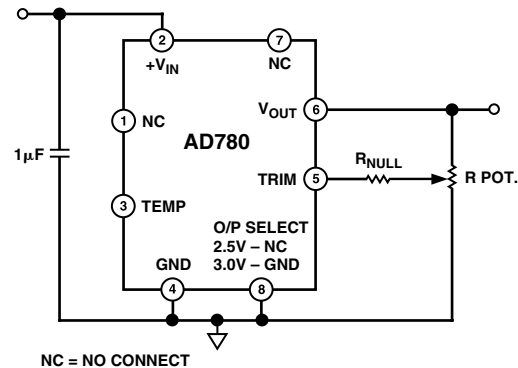 2
7
+VIN
NC
VOUT
6
1
NC
AD780
1μF
RNULL
TRIM
5
R POT.
3
TEMP
O/P SELECT
2.5V – NC
3.0V – GND
GND
4
8
NC = NO CONNECT